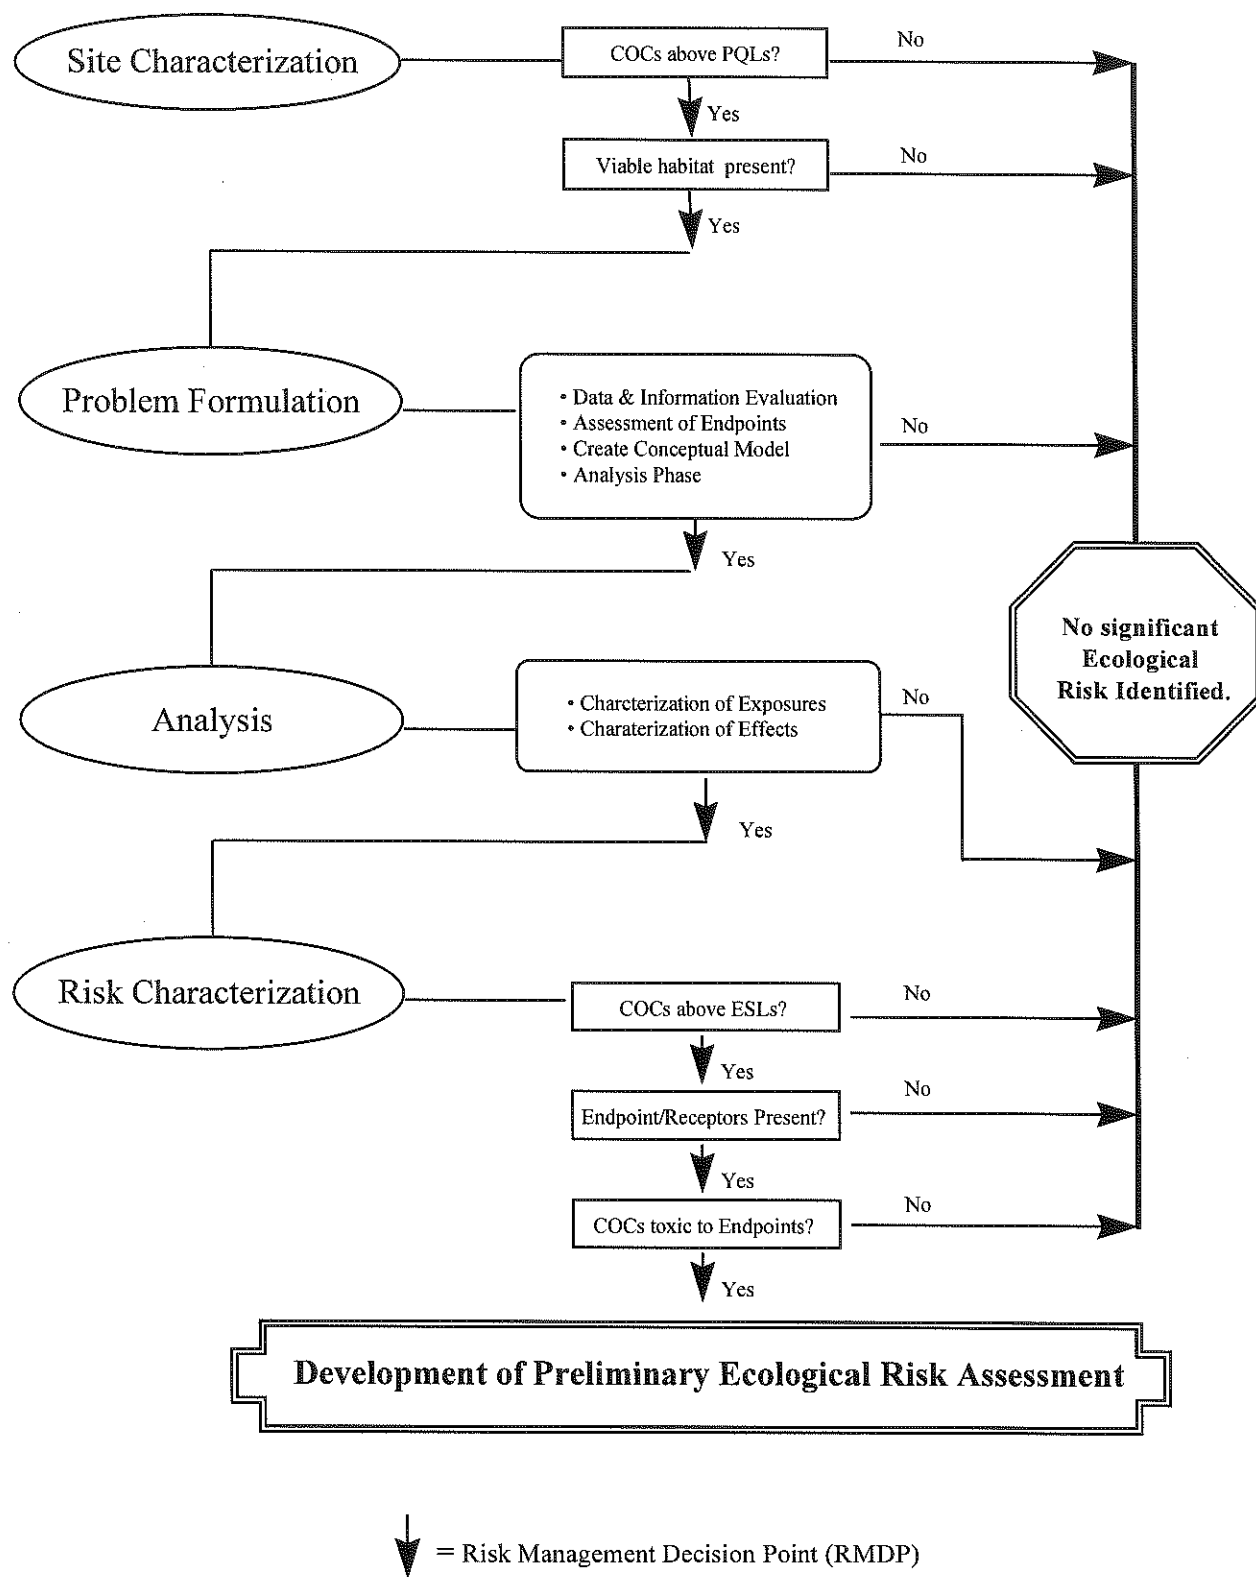 Site Characterization
COCs above PQLs?
No
Yes
Viable habitat present?
No
Yes
Problem Formulation
• Data & Information Evaluation
• Assessment of Endpoints
• Create Conceptual Model
• Analysis Phase
No
Yes
No significant
Ecological
Risk Identified.
Analysis
• Charcterization of Exposures
• Charaterization of Effects
No
Yes
Risk Characterization
COCs above ESLs?
No
Yes
Endpoint/Receptors Present?
No
Yes
COCs toxic to Endpoints?
No
Yes
Development of Preliminary Ecological Risk Assessment
= Risk Management Decision Point (RMDP)